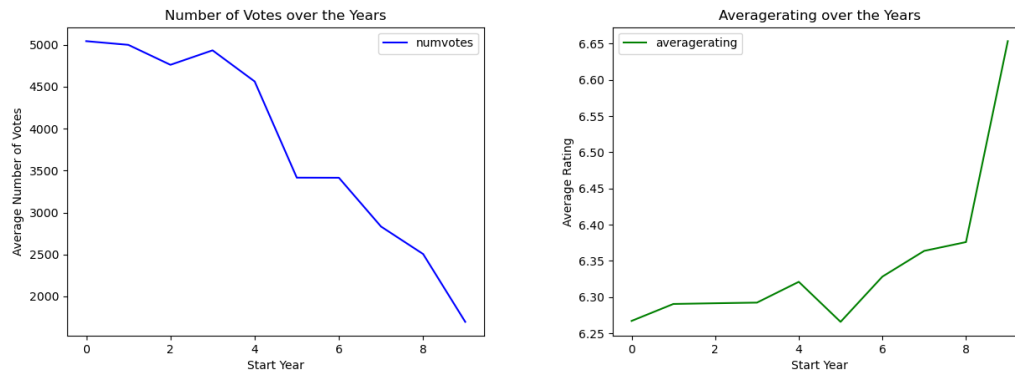 Number of Votes over the Years
numvotes
5000
4500
4000
3500
3000
2500
2000
Average Number of Votes
0 2 4 6 8
Start Year
Averagerating over the Years
averagerating
6.65
6.60
6.55
6.50
6.45
6.40
6.35
6.30
6.25
Average Rating
0 2 4 6 8
Start Year